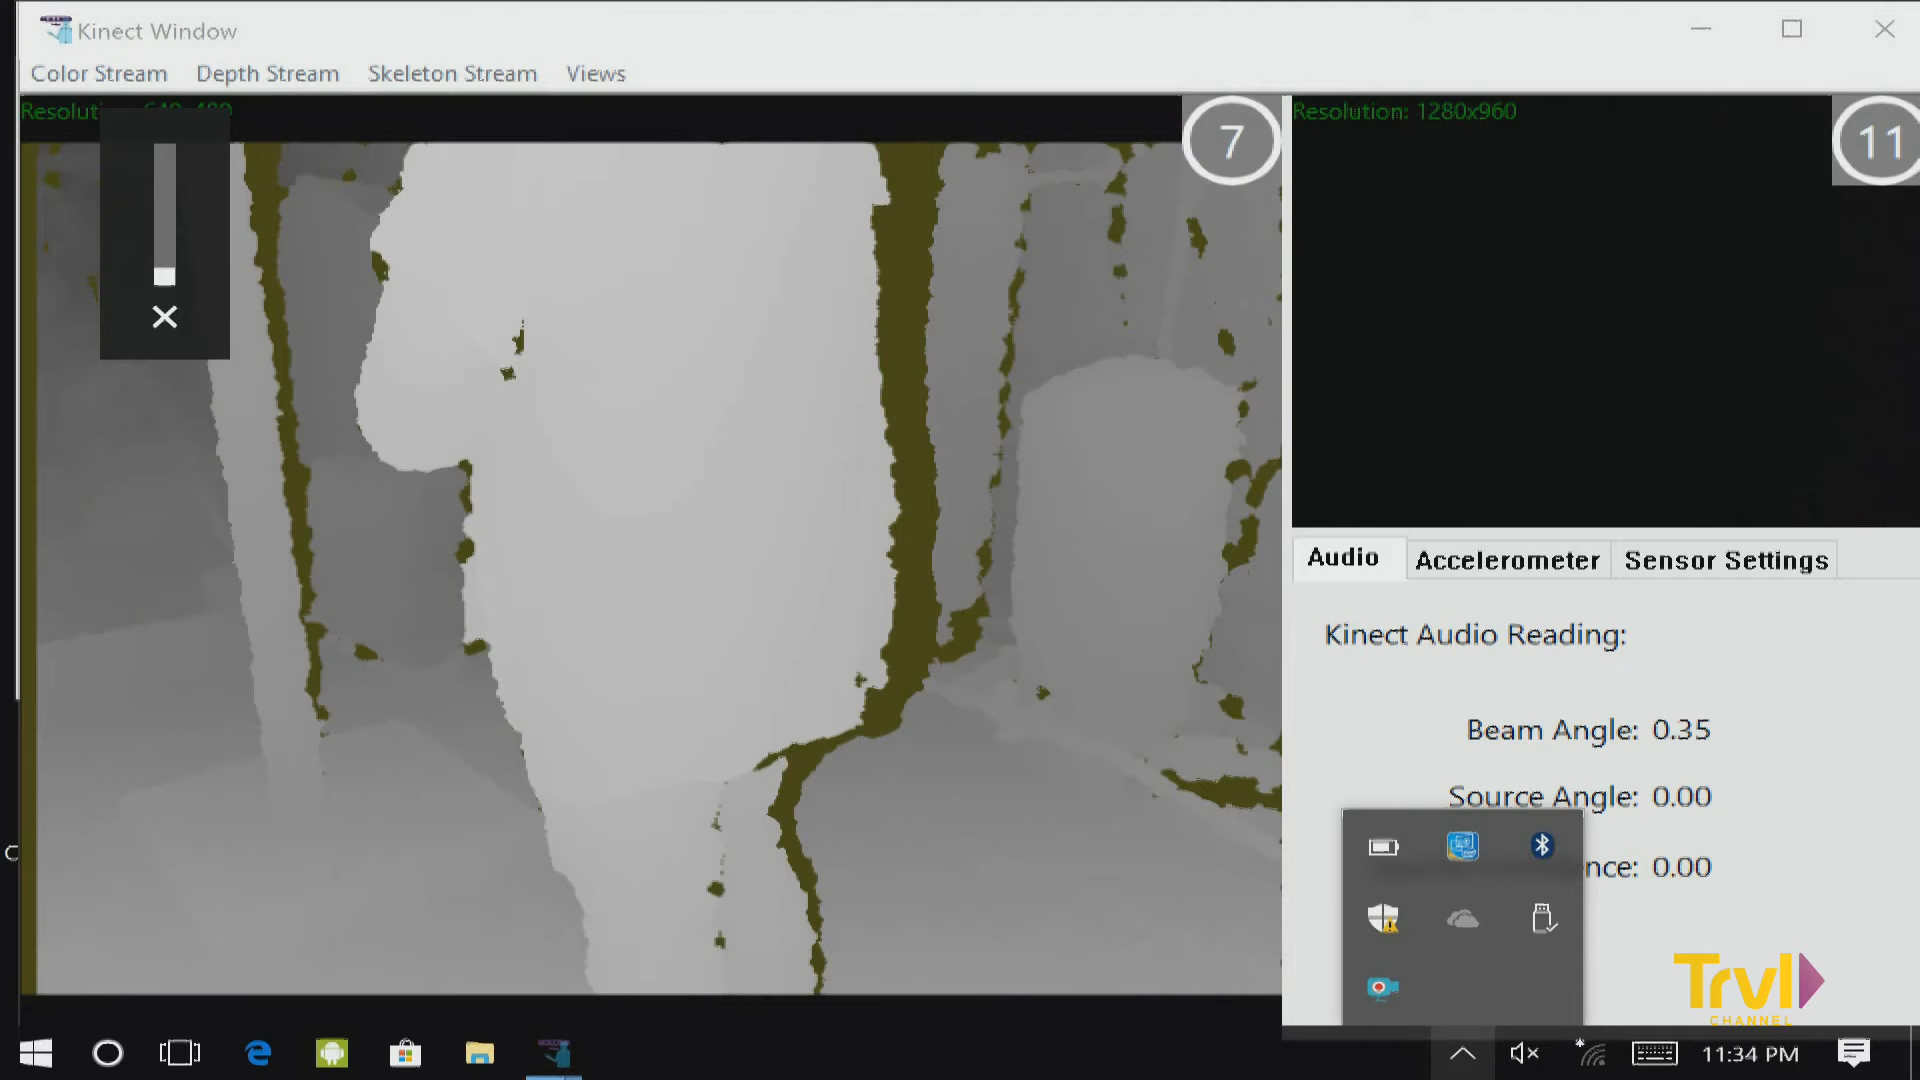 Kinect Window
Color Stream Depth Stream Skeleton Stream Views
7
Resolution: 1280x960
11
Audio Accelerometer Sensor Settings
Kinect Audio Reading:
Beam Angle: 0.35
Source Angle: 0.00
0.00
Trvl
CHANNEL
11:34 PM